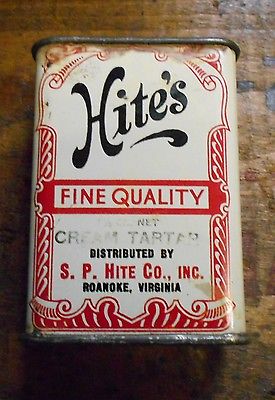 Hite's
FINE QUALITY
NET
CREAM TARTAR
DISTRIBUTED BY
S. P. HITE CO., INC.
ROANOKE, VIRGINIA